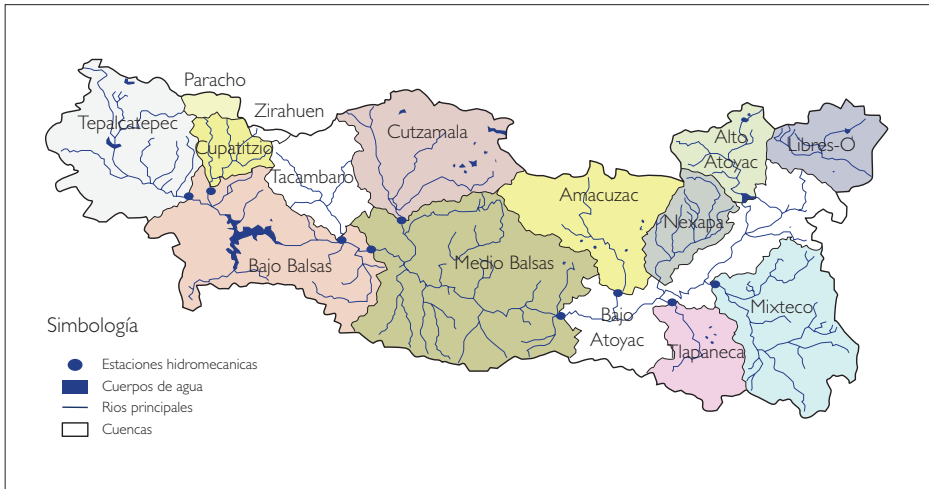 Paracho
Zirahuen
Tepalcatepec
Cutzamala
Cupatitzio
Alto
Atoyac
Libres-O
Tacambaro
Amacuzac
Nexapa
Bajo Balsas
Medio Balsas
Mixteco
Bajo
Atoyac
Tlapaneca
Simbología
Estaciones hidromecanicas
Cuerpos de agua
Rios principales
Cuencas